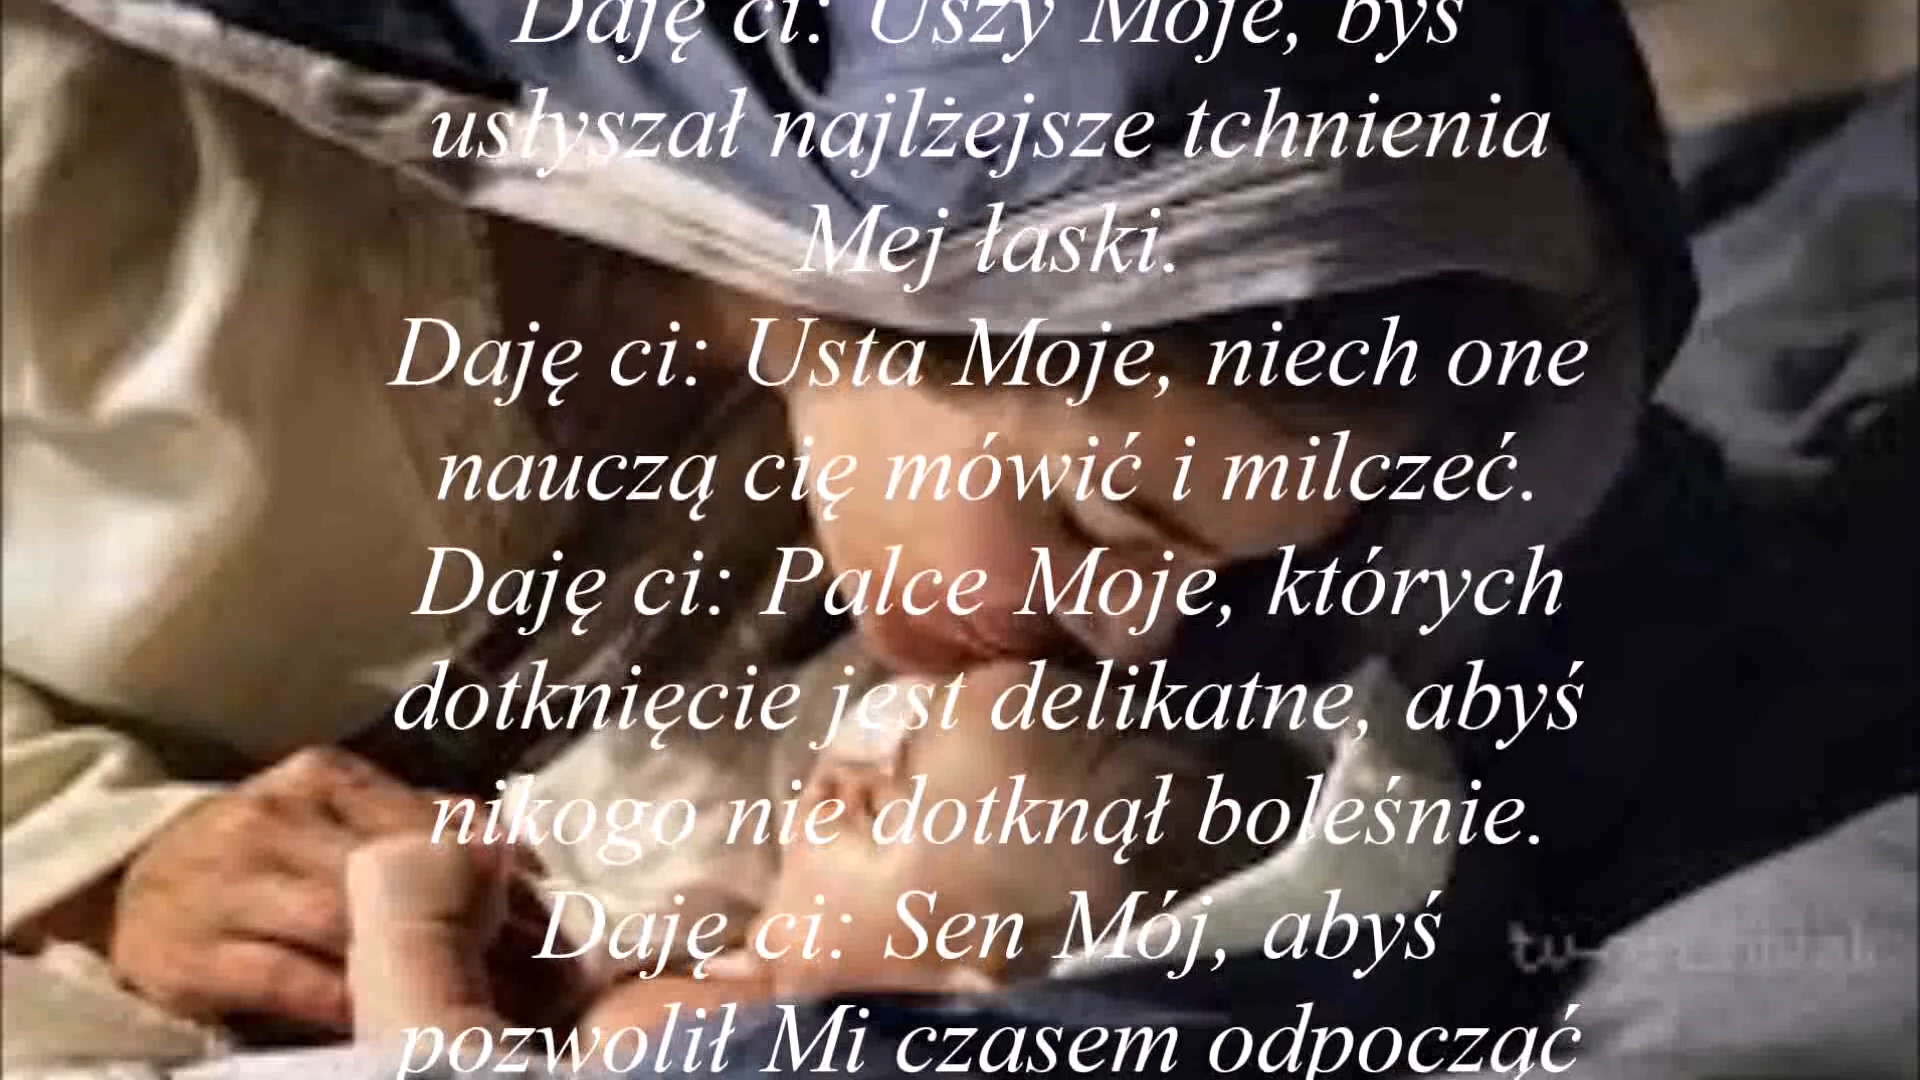 Daję ci: Uszy Moje, byś
usłyszał najlżejsze tchnienia
Mej łaski.
Daję ci: Usta Moje, niech one
nauczą cię mówić i milczeć.
Daję ci: Palce Moje, których
dotknięcie jest delikatne, abyś
nikogo nie dotknął boleśnie.
Daję ci: Sen Mój, abyś
pozwolił Mi czasem odpocząć